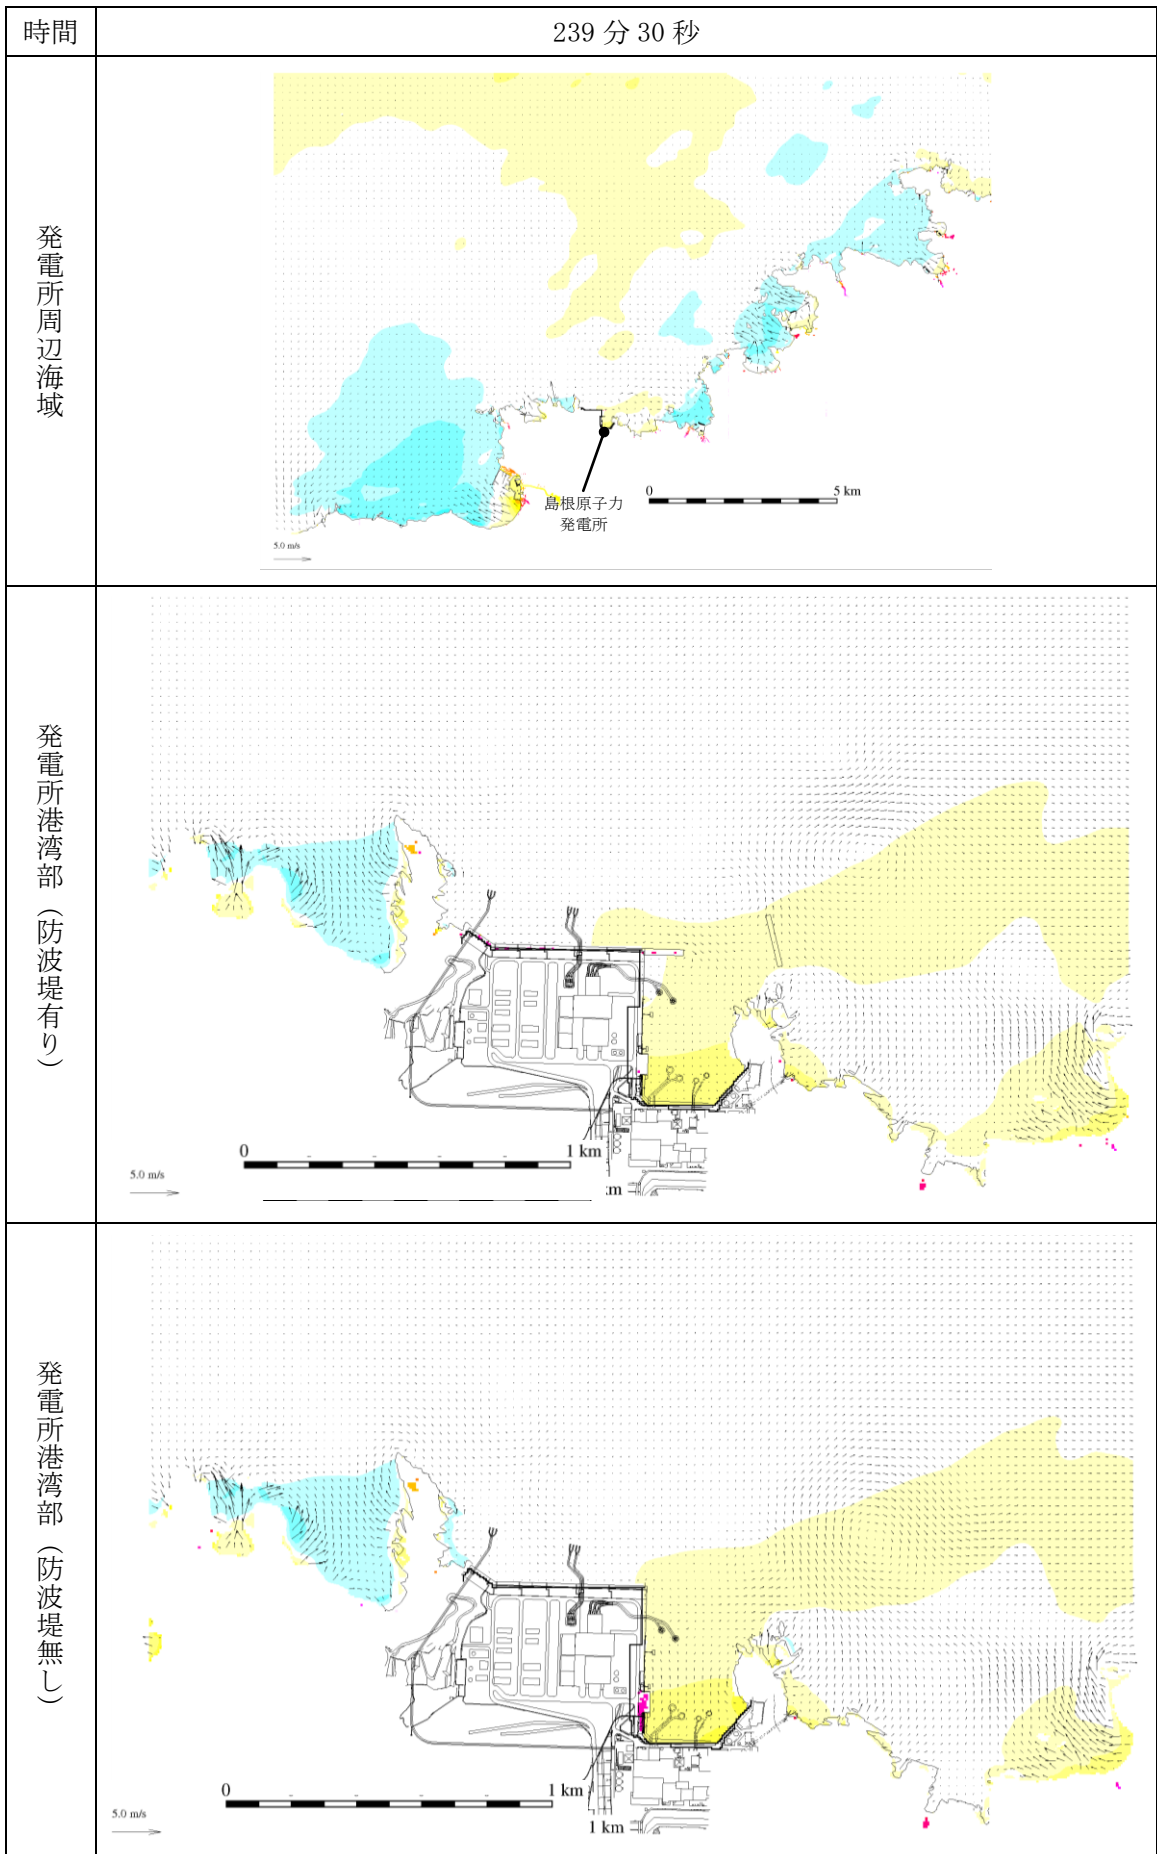 時間
239 分 30 秒
発電所周辺海域
島根原子力
発電所
0
5 km
5.0 m/s
発電所港湾部（防波堤有り）
0
1 km
5.0 m/s
:m
発電所港湾部（防波堤無し）
0
1 km
5.0 m/s
1 km